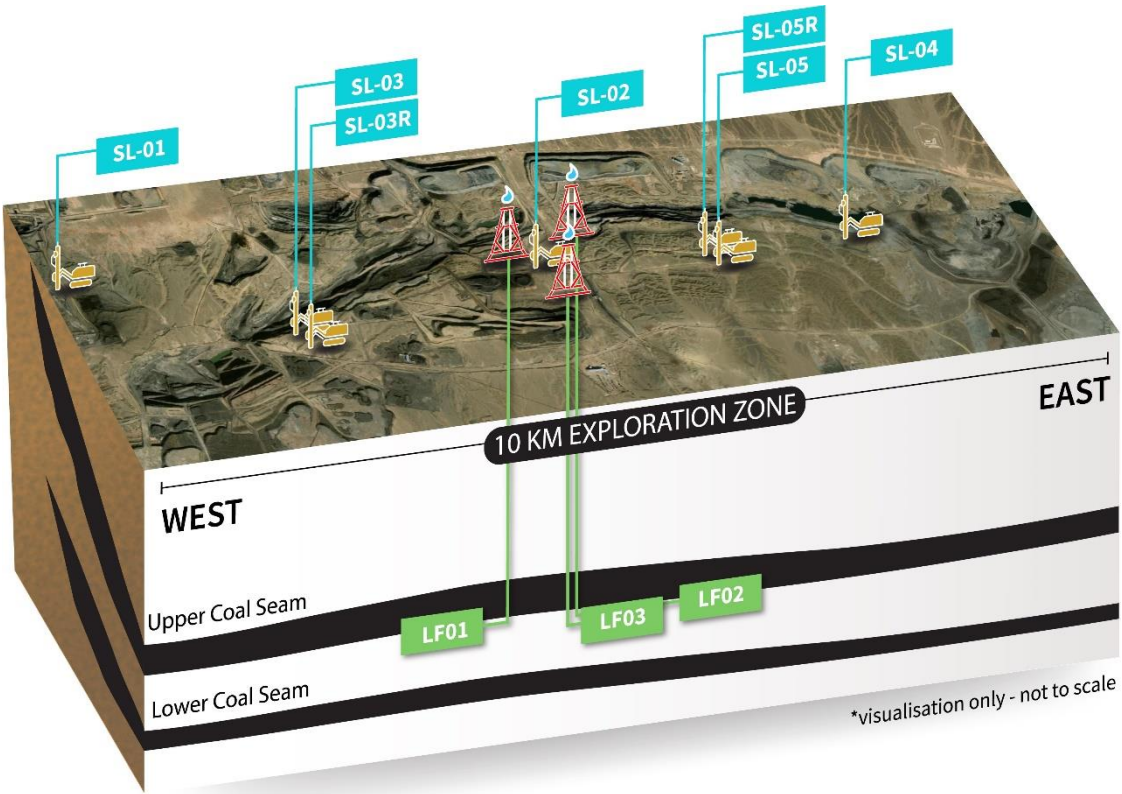 SL-05R
SL-04
SL-05
SL-03
SL-02
SL-03R
SL-01
10 KM EXPLORATION ZONE
EAST
WEST
Upper Coal Seam
LF01
LF03
LF02
Lower Coal Seam
*visualisation only - not to scale